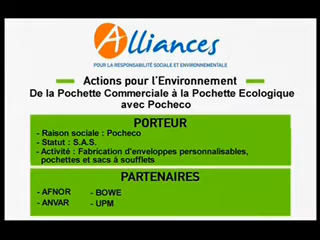 Alliances
POUR LA RESPONSABILITÉ SOCIALE ET ENVIRONNEMENTALE
Actions pour l'Environnement
De la Pochette Commerciale à la Pochette Ecologique
avec Pocheco
PORTEUR
- Raison sociale : Pocheco
- Statut : S.A.S.
- Activité : Fabrication d'enveloppes personnalisables,
pochettes et sacs à soufflets
PARTENAIRES
- AFNOR
- BOWE
- ANVAR
- UPM